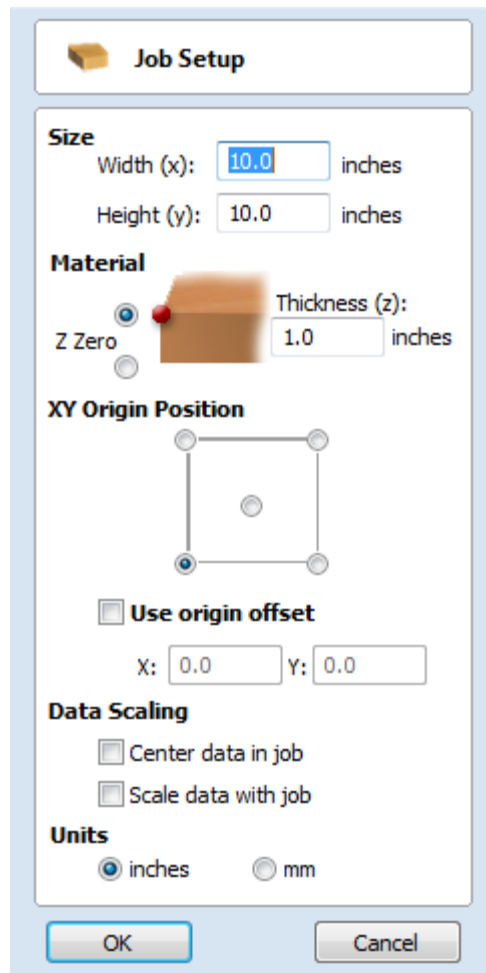 Job Setup
Size
Width (x): 10.0 inches
Height (y): 10.0 inches
Material
Thickness (z):
Z Zero 1.0 inches
XY Origin Position
Use origin offset
X: 0.0 Y: 0.0
Data Scaling
Center data in job
Scale data with job
Units
inches mm
OK Cancel